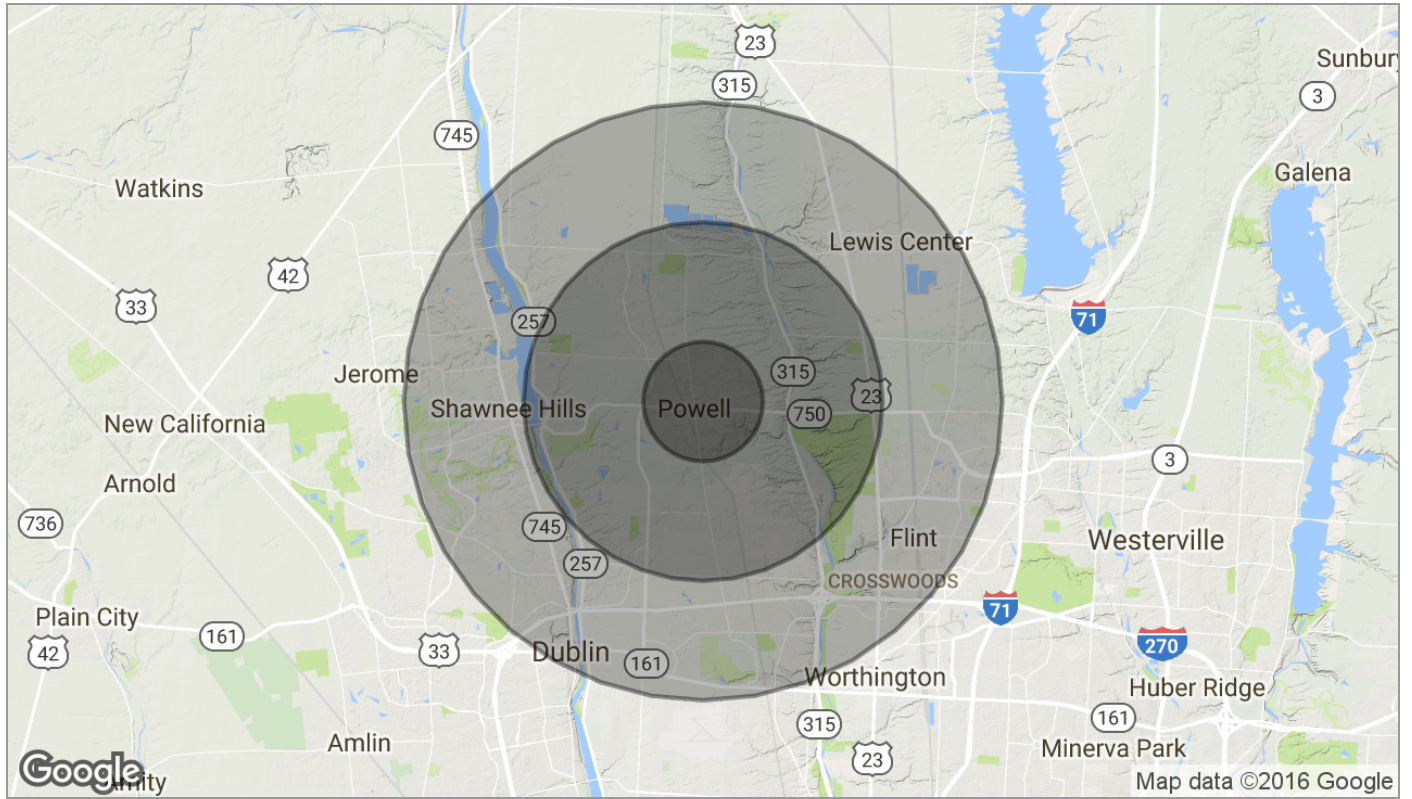 23
Sunbury
315
3
745
Watkins
Galena
Lewis Center
42
33
257
71
Jerome
315
23
Shawnee Hills
Powell
750
New California
3
Arnold
736
745
Flint
Westerville
257
CROSSWOODS
71
Plain City
161
270
42
33
Dublin
161
Worthington
Huber Ridge
161
315
Amlin
Minerva Park
23
Google
Amity
Map data ©2016 Google